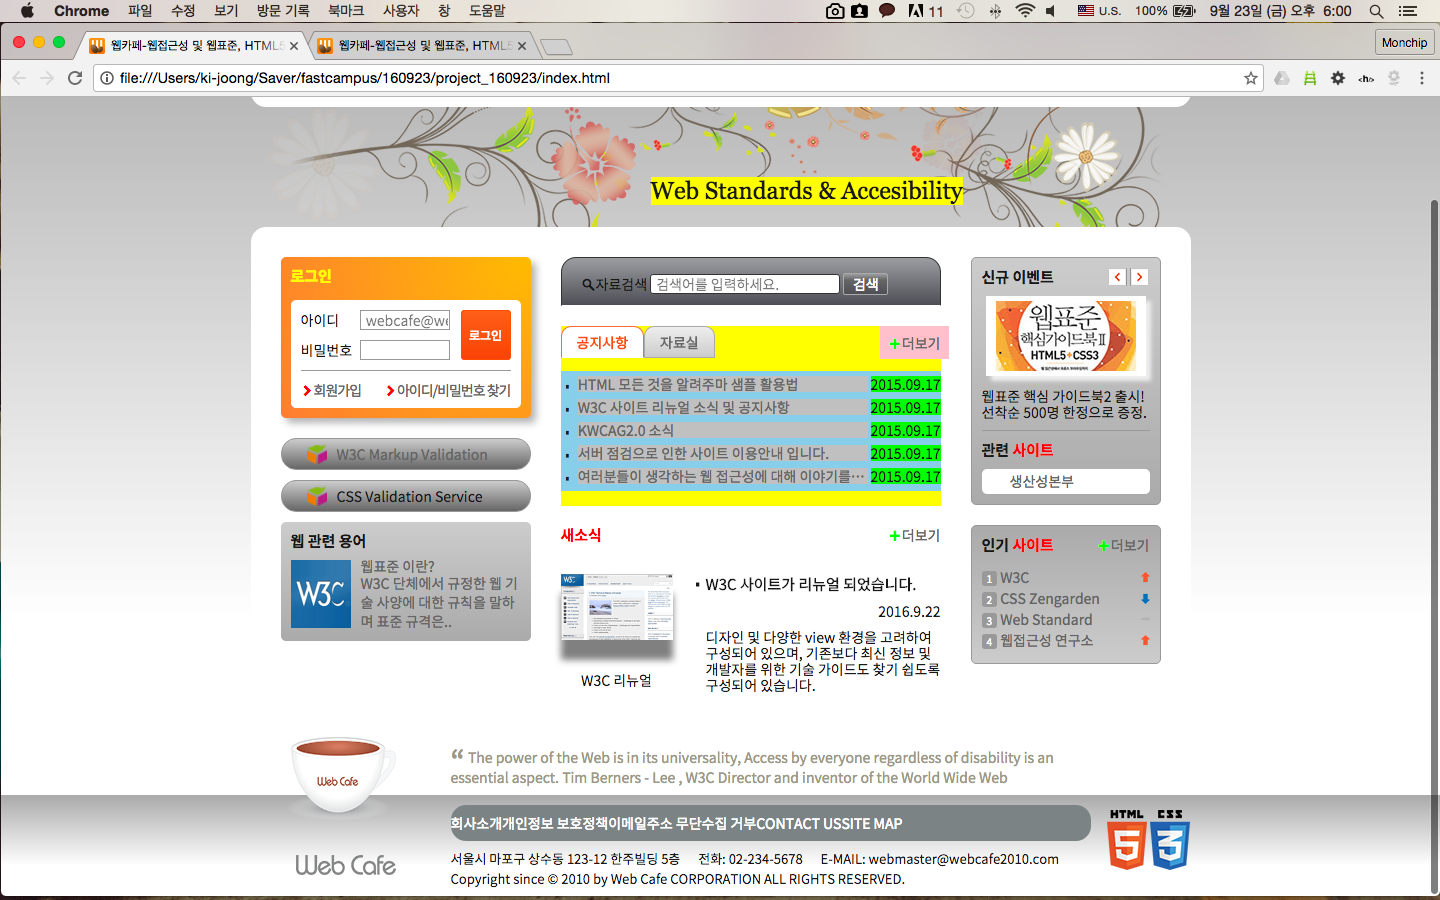 Chrome 파일 수정 보기 방문 기록 북마크 사용자 창 도움말 11 U.S. 100% 9월 23일 (금) 오후 6:00
웹카페-웹접근성 및 웹표준, HTML5 웹카페-웹접근성 및 웹표준, HTML5 Monchip
file:///Users/ki-joong/Saver/fastcampus/160923/project_160923/index.html
Web Standards & Accesibility
로그인
아이디 webcafe@we
비밀번호
로그인
회원가입 아이디/비밀번호 찾기
W3C Markup Validation
CSS Validation Service
웹 관련 용어
W3C
웹표준 이란?
W3C 단체에서 규정한 웹 기
술 사양에 대한 규칙을 말하
며 표준 규격은..
자료검색 검색어를 입력하세요. 검색
공지사항 자료실 +더보기
HTML 모든 것을 알려주마 샘플 활용법 2015.09.17
W3C 사이트 리뉴얼 소식 및 공지사항 2015.09.17
KWCAG2.0 소식 2015.09.17
서버 점검으로 인한 사이트 이용안내 입니다. 2015.09.17
여러분들이 생각하는 웹 접근성에 대해 이야기를… 2015.09.17
새소식 +더보기
W3C
W3C 리뉴얼
W3C 사이트가 리뉴얼 되었습니다.
2016.9.22
디자인 및 다양한 view 환경을 고려하여
구성되어 있으며, 기존보다 최신 정보 및
개발자를 위한 기술 가이드도 찾기 쉽도록
구성되어 있습니다.
신규 이벤트
웹표준
핵심가이드북II
HTML5+CSS3
웹표준 핵심 가이드북2 출시!
선착순 500명 한정으로 증정.
관련 사이트
생산성본부
인기 사이트 +더보기
1 W3C
2 CSS Zengarden
3 Web Standard
4 웹접근성 연구소
Web Cafe
“ The power of the Web is in its universality, Access by everyone regardless of disability is an
essential aspect. Tim Berners - Lee , W3C Director and inventor of the World Wide Web
회사소개개인정보 보호정책이메일주소 무단수집 거부CONTACT USSITE MAP
HTML 5 CSS 3
Web Cafe
서울시 마포구 상수동 123-12 한주빌딩 5층 전화: 02-234-5678 E-MAIL: webmaster@webcafe2010.com
Copyright since © 2010 by Web Cafe CORPORATION ALL RIGHTS RESERVED.